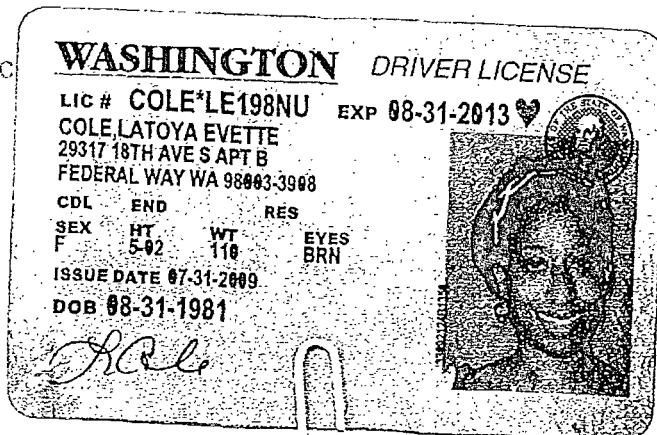 WASHINGTON DRIVER LICENSE
LIC # COLE*LE198NU EXP 08-31-2013
COLE,LATOYA EVETTE
29317 18TH AVE S APT B
FEDERAL WAY WA 98003-3908
CDL END RES
SEX HT WT EYES
F 5-02 110 BRN
ISSUE DATE 07-31-2009
DOB 08-31-1981
LCole